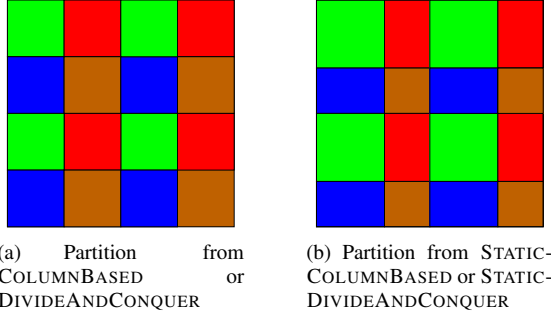 (a) Partition from
COLUMNBASED or
DIVIDEANDCONQUER
(b) Partition from STATIC-
COLUMNBASED or STATIC-
DIVIDEANDCONQUER